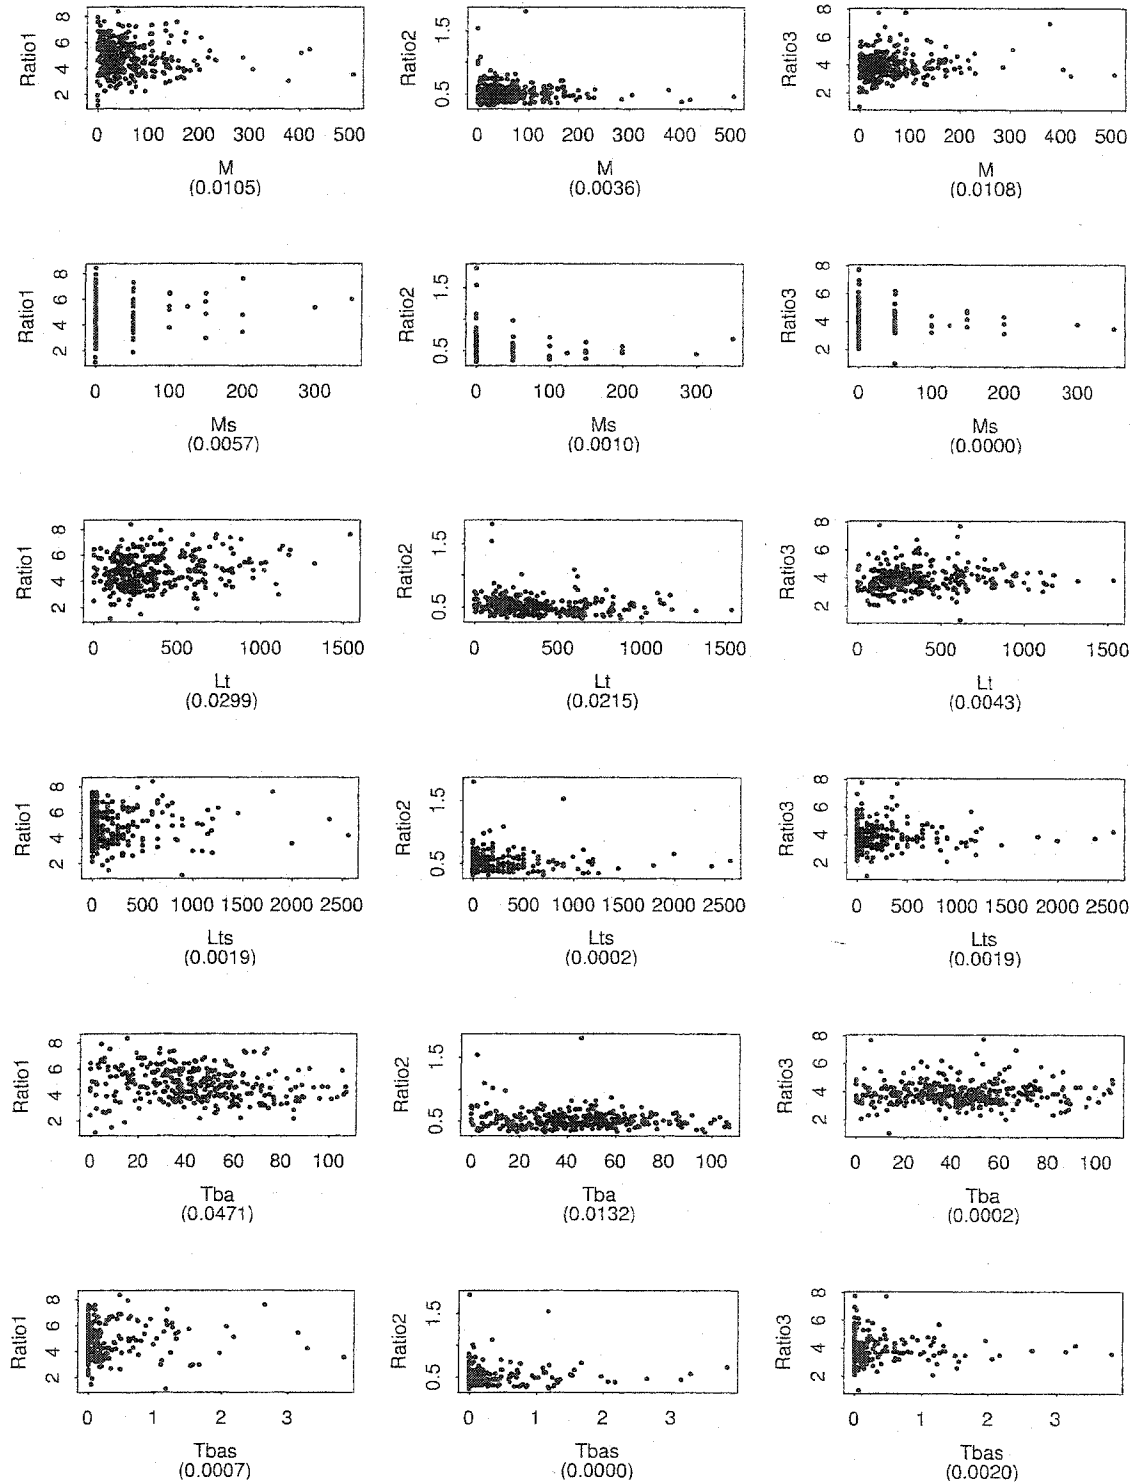 Ratio1
2 4 6 8
0 100 200 300 400 500
M
(0.0105)
Ratio2
0.5 1.5
0 100 200 300 400 500
M
(0.0036)
Ratio3
2 4 6 8
0 100 200 300 400 500
M
(0.0108)
Ratio1
2 4 6 8
0 100 200 300
Ms
(0.0057)
Ratio2
0.5 1.5
0 100 200 300
Ms
(0.0010)
Ratio3
2 4 6 8
0 100 200 300
Ms
(0.0000)
Ratio1
2 4 6 8
0 500 1000 1500
Lt
(0.0299)
Ratio2
0.5 1.5
0 500 1000 1500
Lt
(0.0215)
Ratio3
2 4 6 8
0 500 1000 1500
Lt
(0.0043)
Ratio1
2 4 6 8
0 500 1000 1500 2000 2500
Lts
(0.0019)
Ratio2
0.5 1.5
0 500 1000 1500 2000 2500
Lts
(0.0002)
Ratio3
2 4 6 8
0 500 1000 1500 2000 2500
Lts
(0.0019)
Ratio1
2 4 6 8
0 20 40 60 80 100
Tba
(0.0471)
Ratio2
0.5 1.5
0 20 40 60 80 100
Tba
(0.0132)
Ratio3
2 4 6 8
0 20 40 60 80 100
Tba
(0.0002)
Ratio1
2 4 6 8
0 1 2 3
Tbas
(0.0007)
Ratio2
0.5 1.5
0 1 2 3
Tbas
(0.0000)
Ratio3
2 4 6 8
0 1 2 3
Tbas
(0.0020)